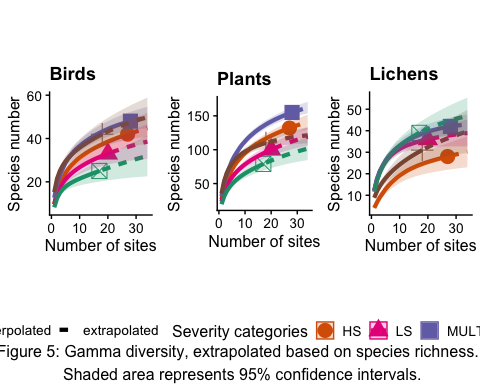 Birds Plants Lichens
Species number Species number Species number
60
40
20
150
100
50
50
40
30
20
10
0 10 20 30 0 10 20 30 0 10 20 30
Number of sites Number of sites Number of sites
erpolated extrapolated Severity categories HS LS MULT
Figure 5: Gamma diversity, extrapolated based on species richness.
Shaded area represents 95% confidence intervals.